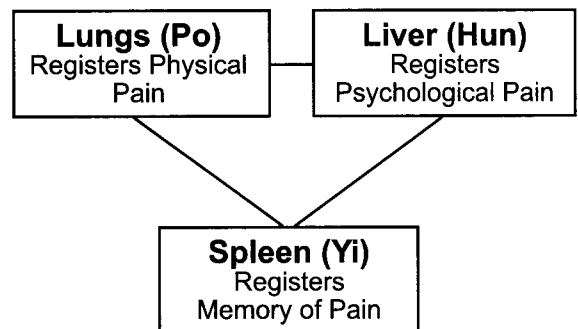 Lungs (Po)
Registers Physical
Pain
Liver (Hun)
Registers
Psychological Pain
Spleen (Yi)
Registers
Memory of Pain